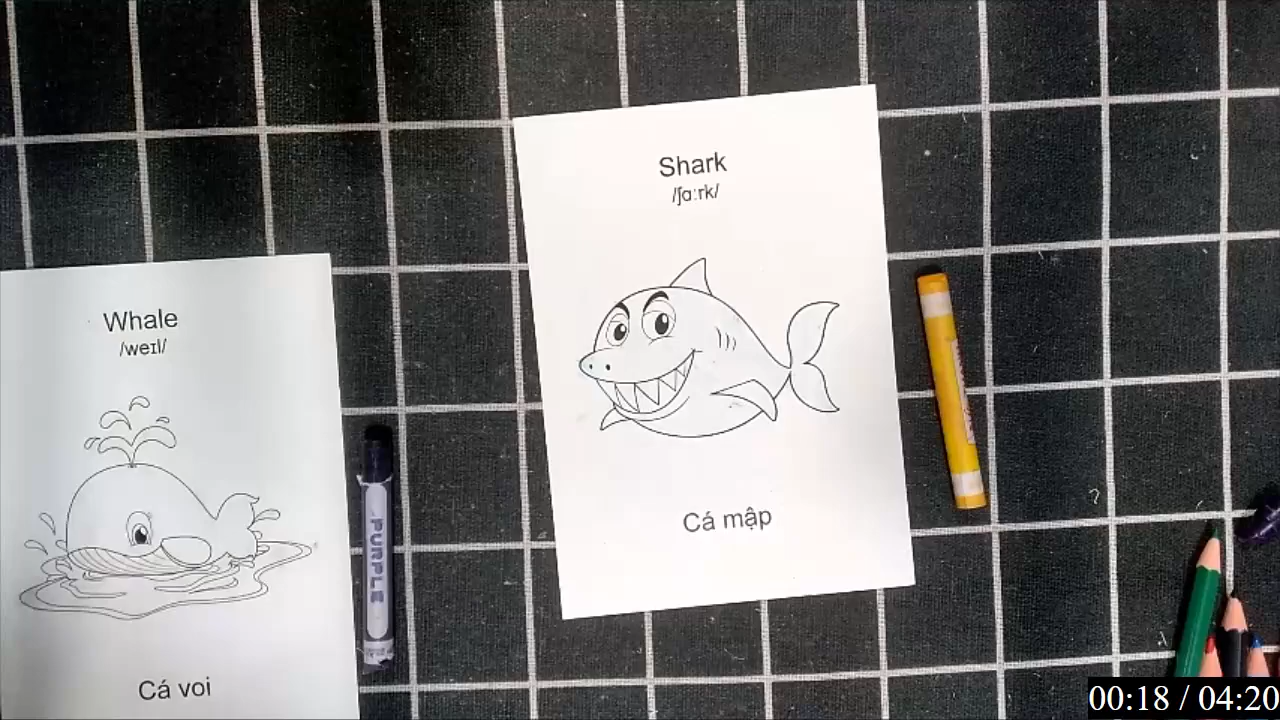 Shark
/ʃɑːrk/
Cá mập
Whale
/weɪl/
Cá voi
PURPLE
00:18 / 04:20